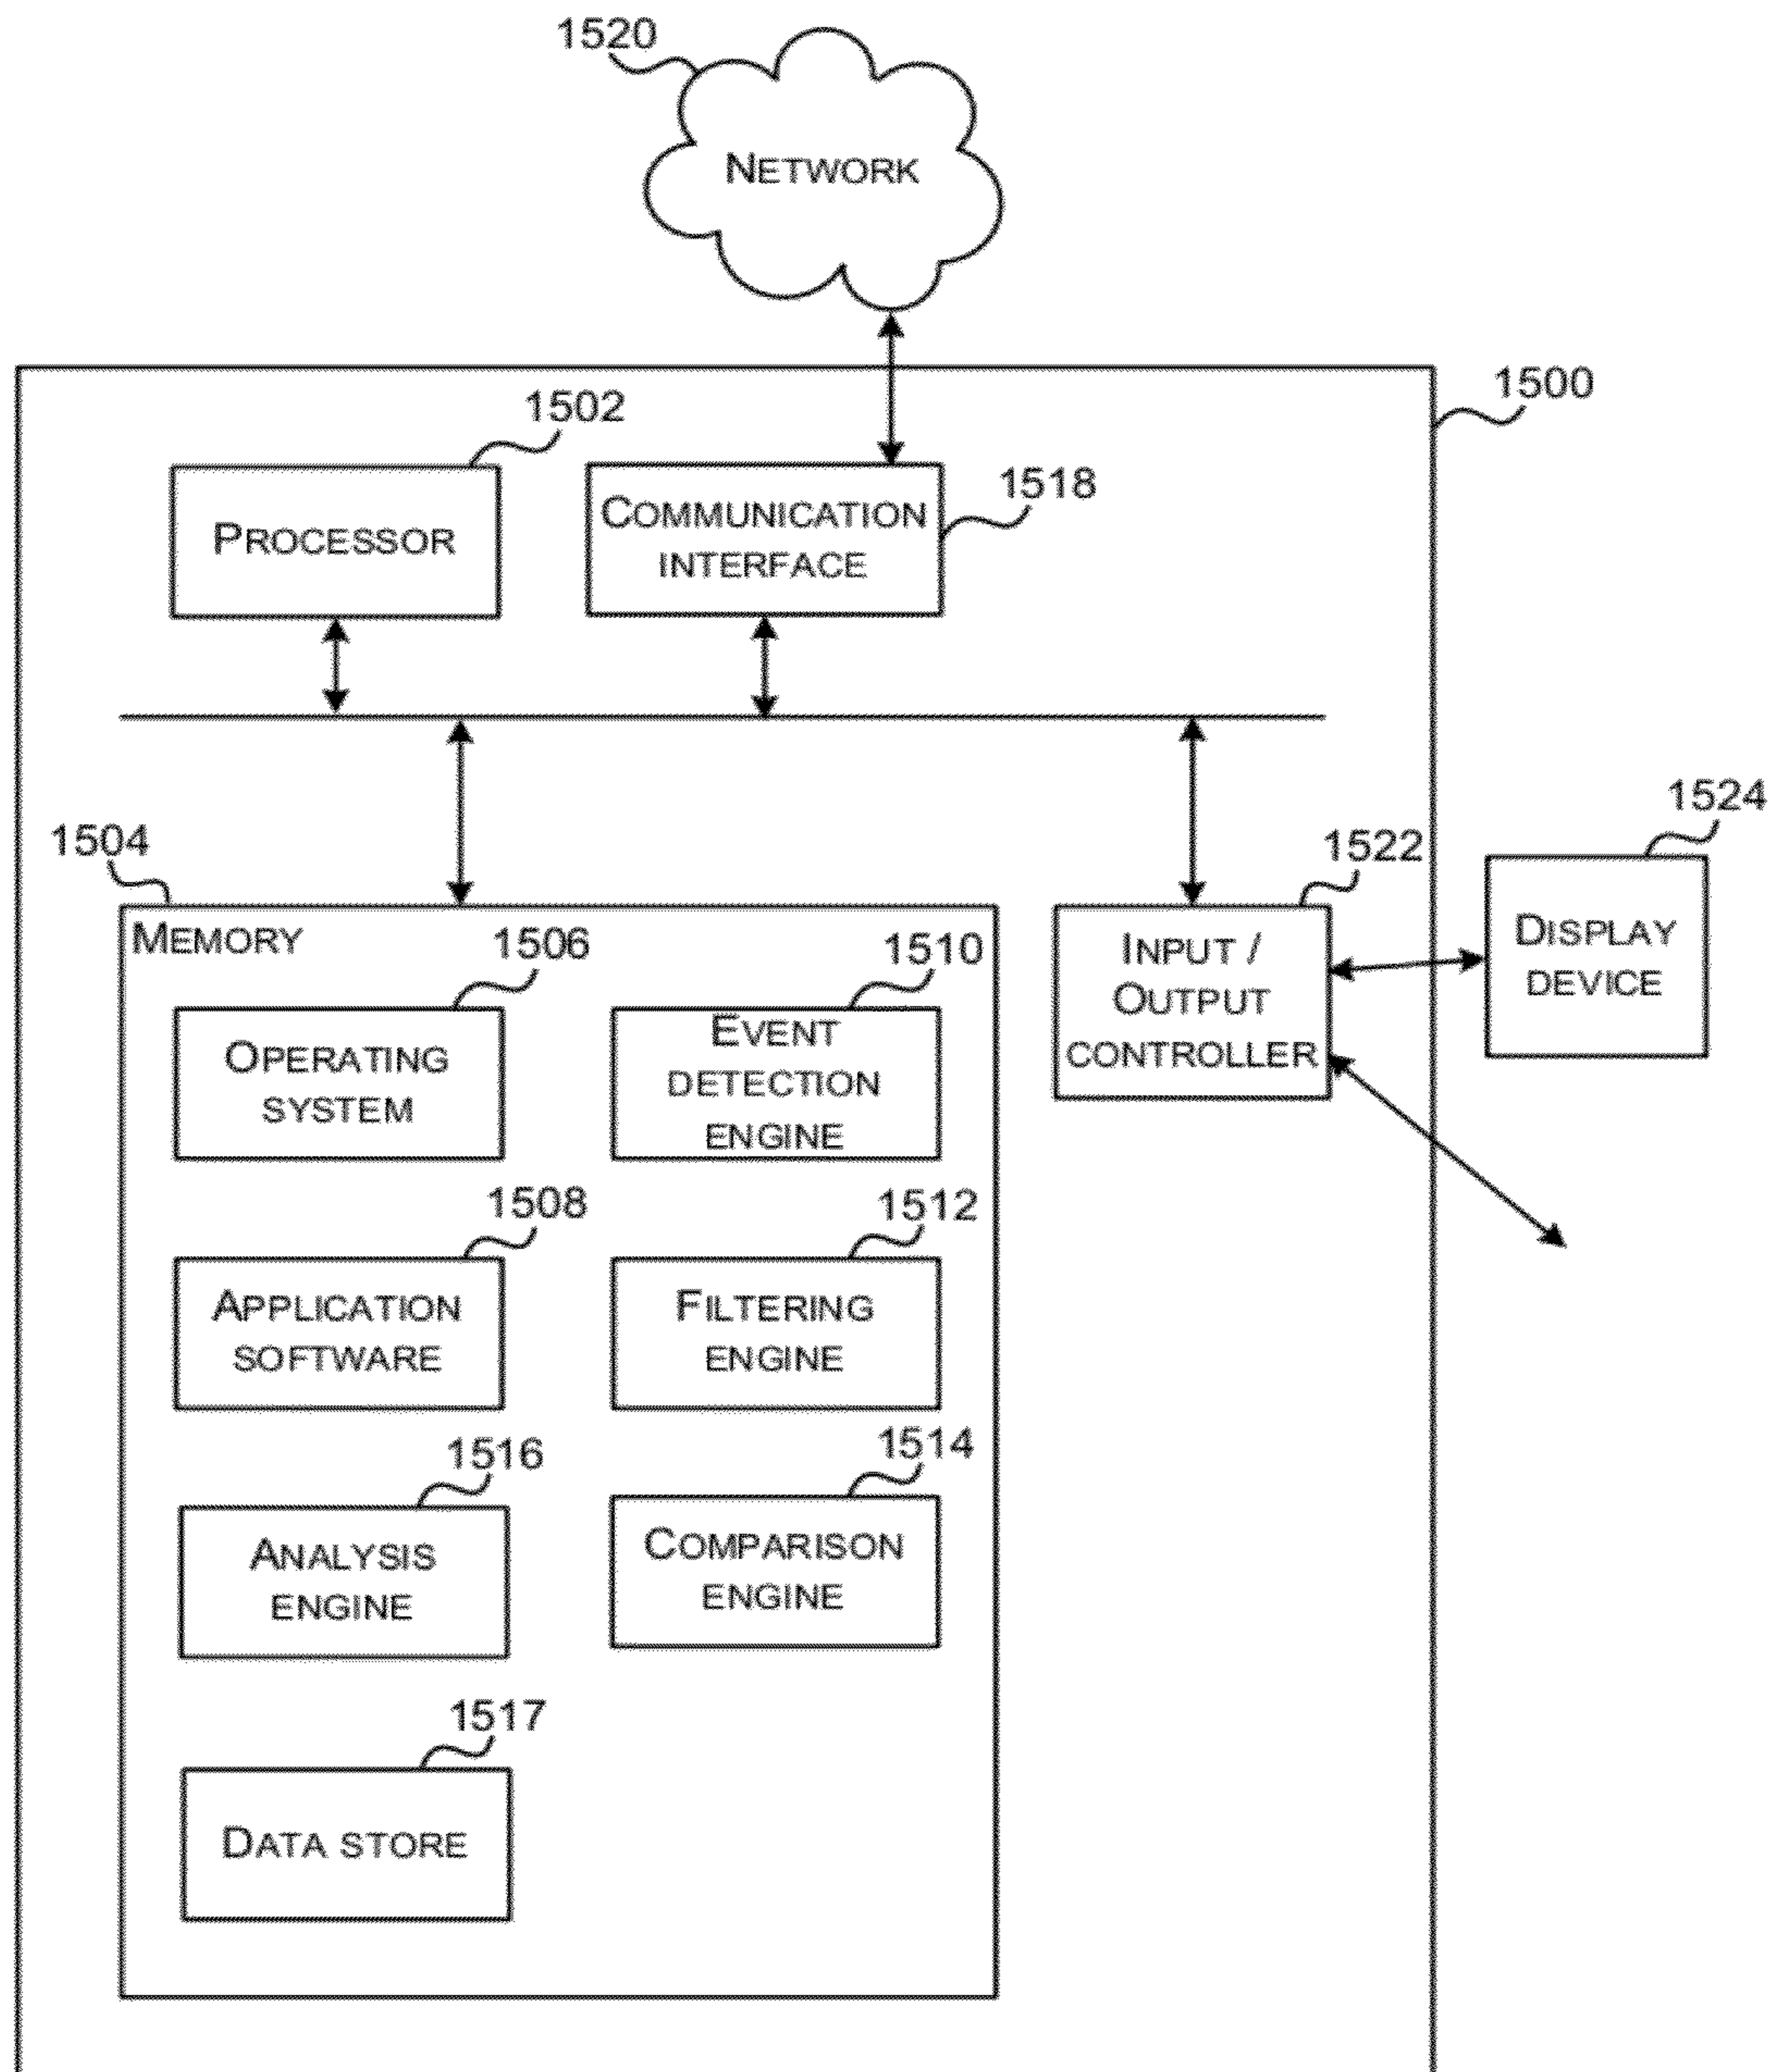 1520
NETWORK
1500
1502
PROCESSOR
COMMUNICATION
INTERFACE
1518
1524
DISPLAY
DEVICE
1522
INPUT /
OUTPUT
CONTROLLER
1504
MEMORY
1506
OPERATING
SYSTEM
1510
EVENT
DETECTION
ENGINE
1508
APPLICATION
SOFTWARE
1512
FILTERING
ENGINE
1516
ANALYSIS
ENGINE
1514
COMPARISON
ENGINE
1517
DATA STORE